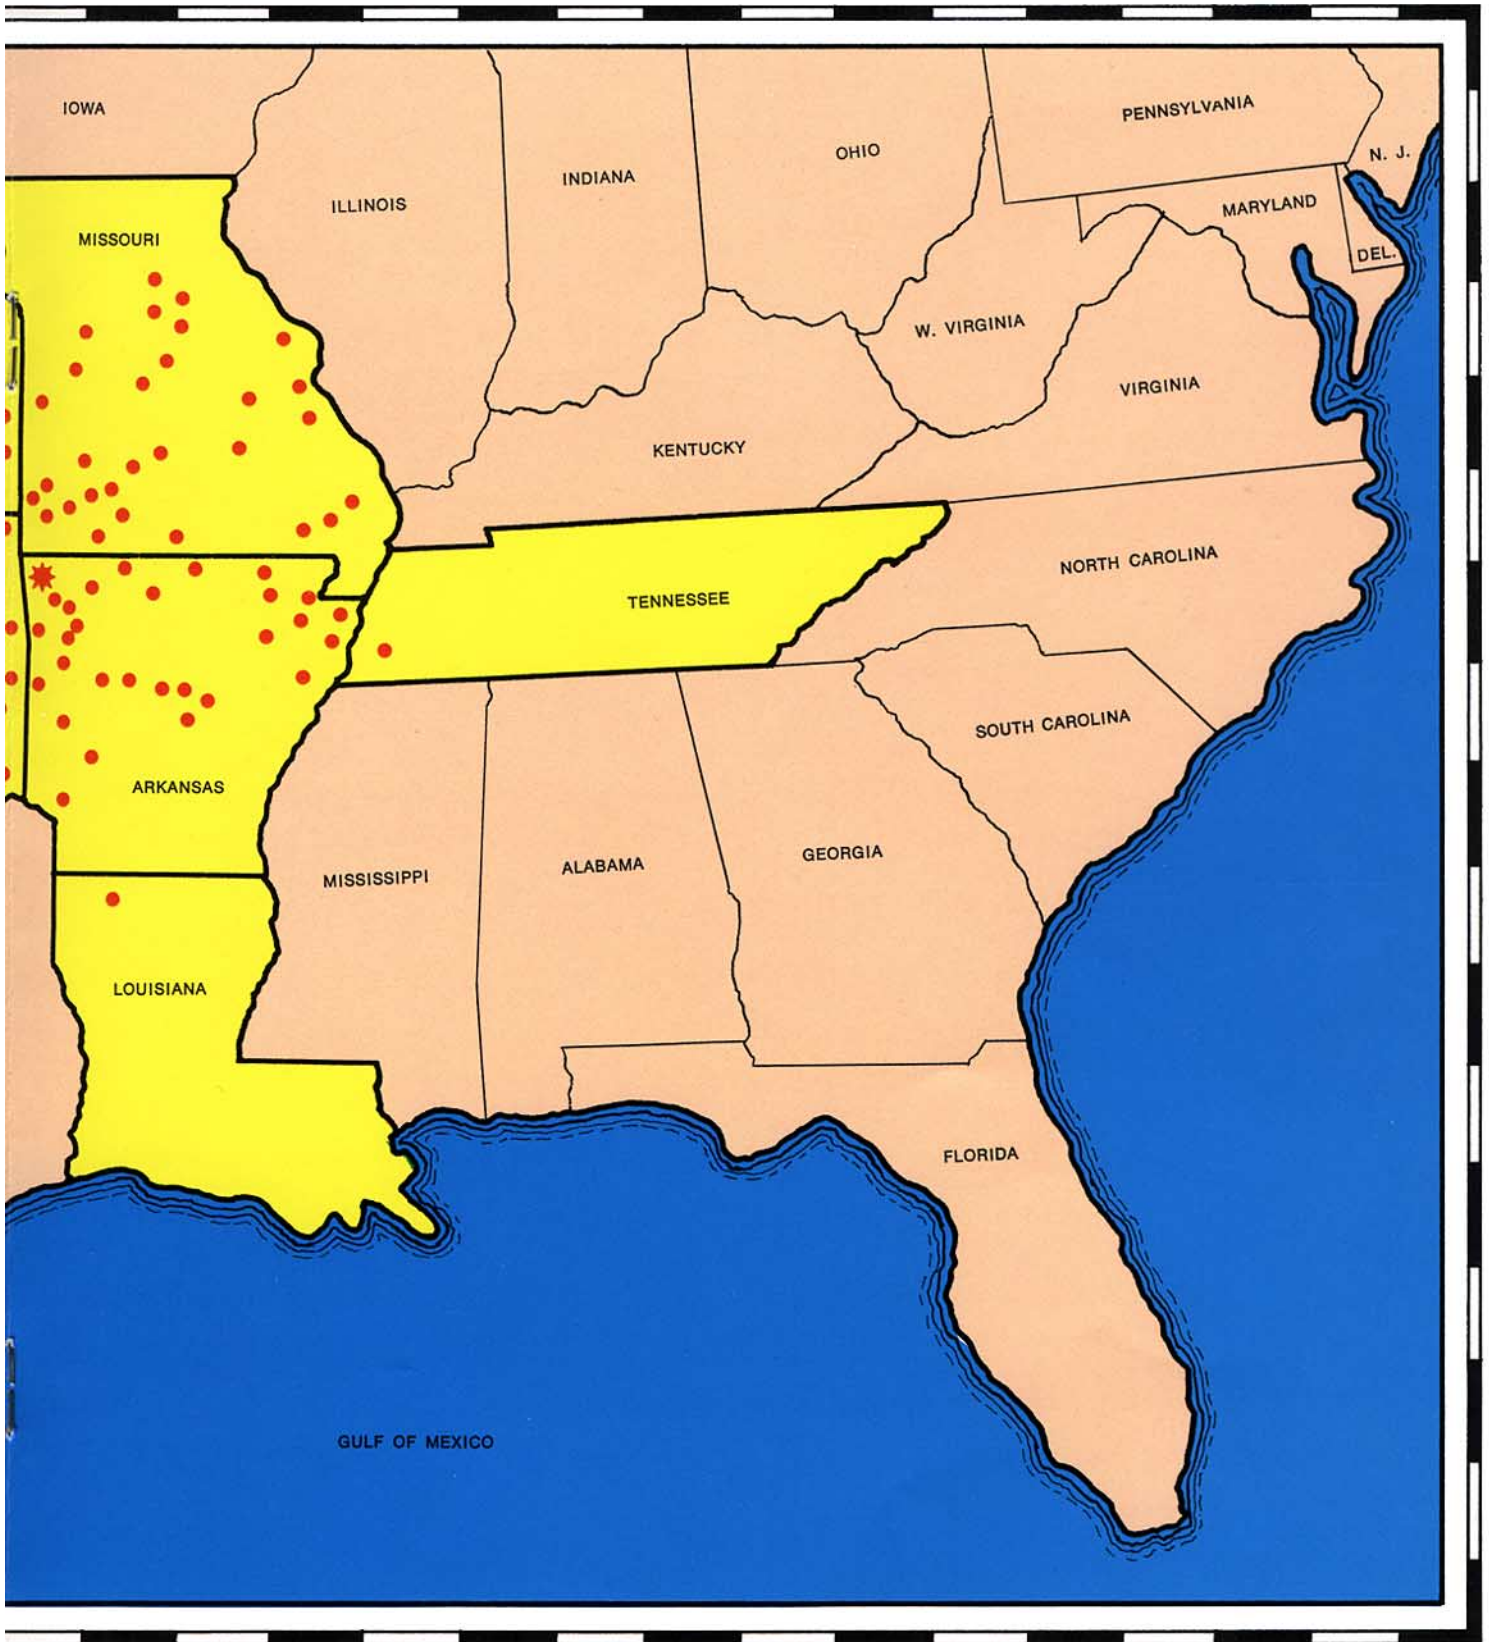 IOWA
PENNSYLVANIA
OHIO
N. J.
INDIANA
ILLINOIS
MARYLAND
MISSOURI
DEL.
W. VIRGINIA
VIRGINIA
KENTUCKY
NORTH CAROLINA
TENNESSEE
SOUTH CAROLINA
ARKANSAS
GEORGIA
ALABAMA
MISSISSIPPI
LOUISIANA
FLORIDA
GULF OF MEXICO